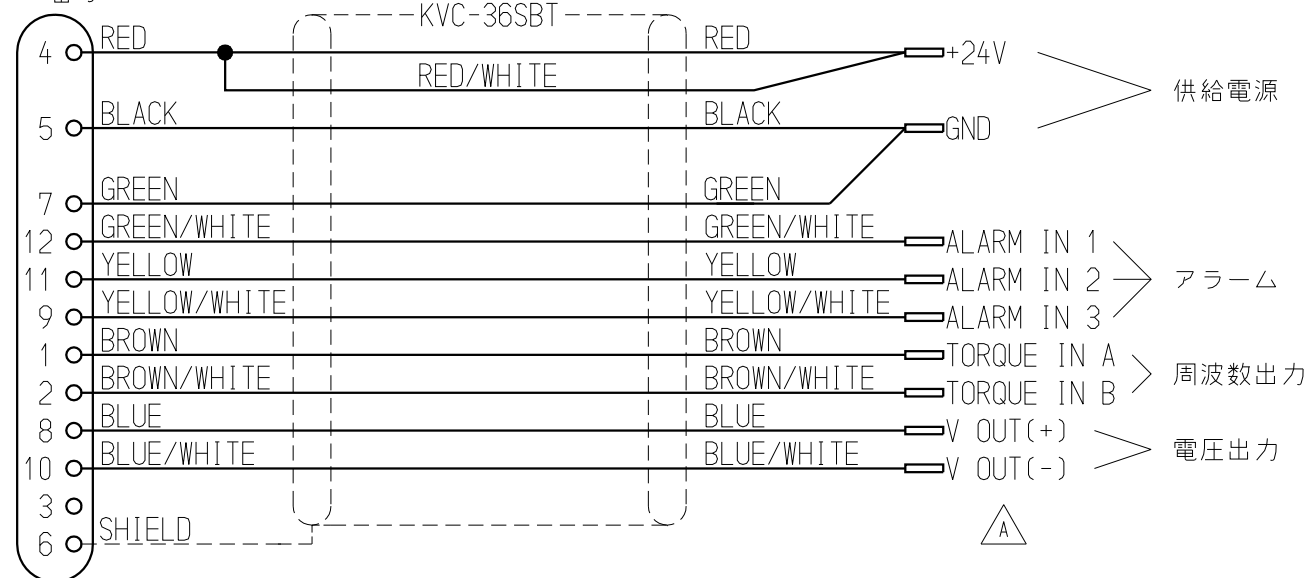 KVC-36SBT
4 RED RED +24V
RED/WHITE
供給電源
5 BLACK BLACK GND
7 GREEN GREEN
12 GREEN/WHITE GREEN/WHITE ALARM IN 1
11 YELLOW YELLOW ALARM IN 2 アラーム
9 YELLOW/WHITE YELLOW/WHITE ALARM IN 3
1 BROWN BROWN TORQUE IN A
周波数出力
2 BROWN/WHITE BROWN/WHITE TORQUE IN B
8 BLUE BLUE V OUT(+)
電圧出力
10 BLUE/WHITE BLUE/WHITE V OUT(-)
3
A
6 SHIELD